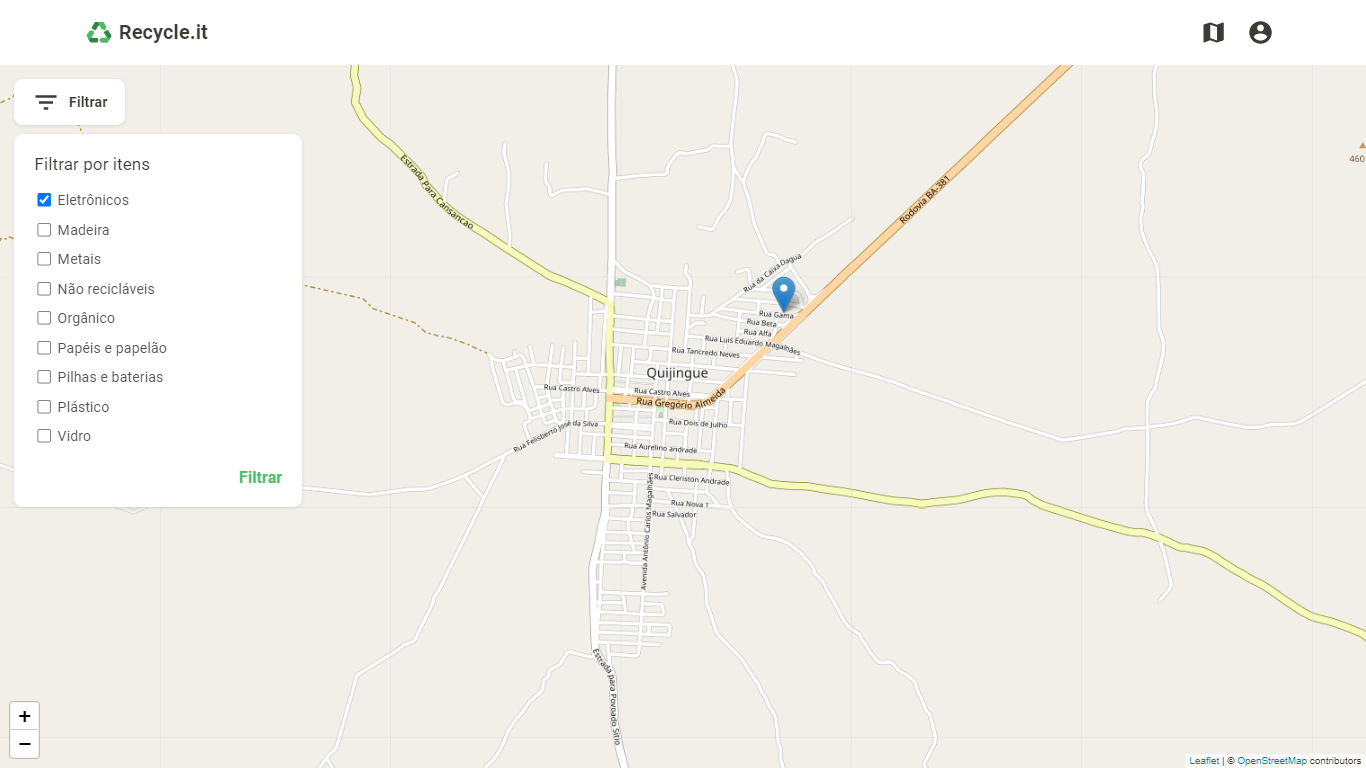 Recycle.it
Filtrar
Filtrar por itens
Eletrônicos
Madeira
Metais
Não recicláveis
Orgânico
Papéis e papelão
Pilhas e baterias
Plástico
Vidro
Filtrar
Estrada Para Cansancao
Rodovia BA-381
460
Rua da Caixa Dagua
Rua Gama
Rua Beta
Rua Alfa
Rua Luis Eduardo Magalhães
Rua Tancredo Neves
Quijingue
Rua Castro Alves
Rua Castro Alves
Rua Gregório Almeida
Rua Felisberto José da Silva
Rua Dois de Julho
Rua Aurelino andrade
Rua Cleriston Andrade
Rua Nova 1
Rua Salvador
Avenida Antônio Carlos Magalhães
Estrada para Povoado Sitio
+
−
Leaflet | © OpenStreetMap contributors